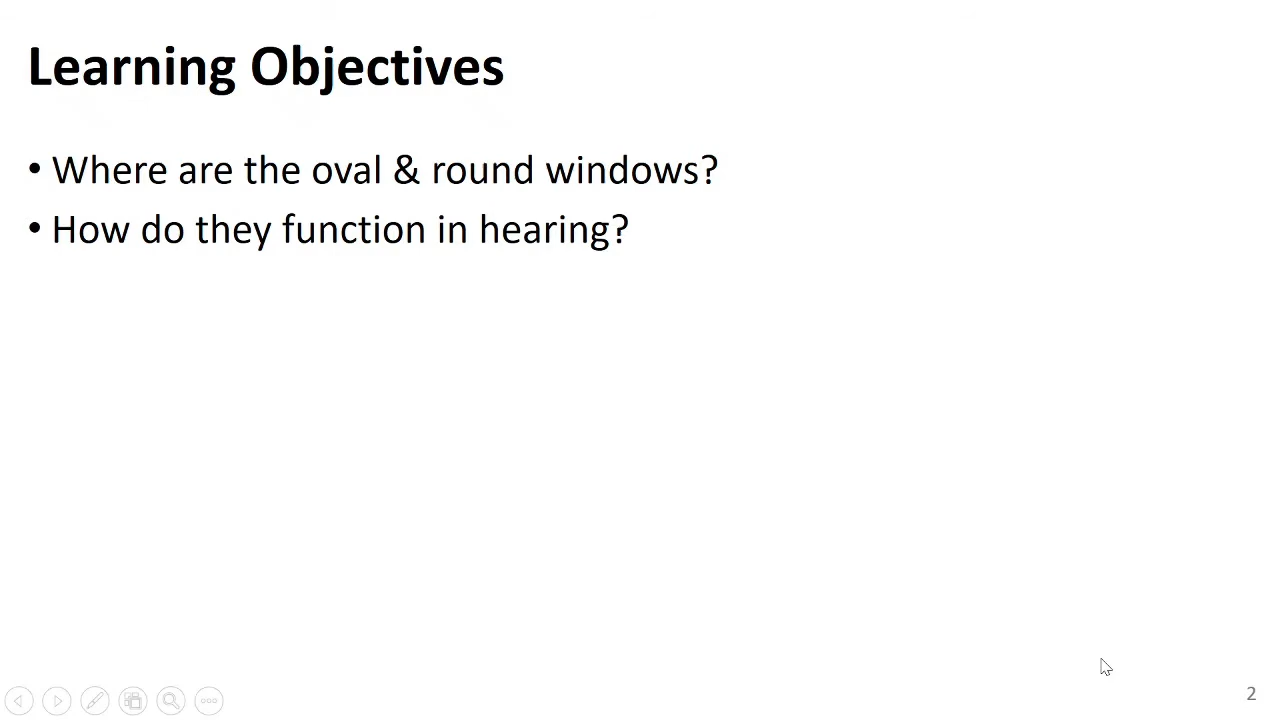 Learning Objectives
• Where are the oval & round windows?
• How do they function in hearing?
2